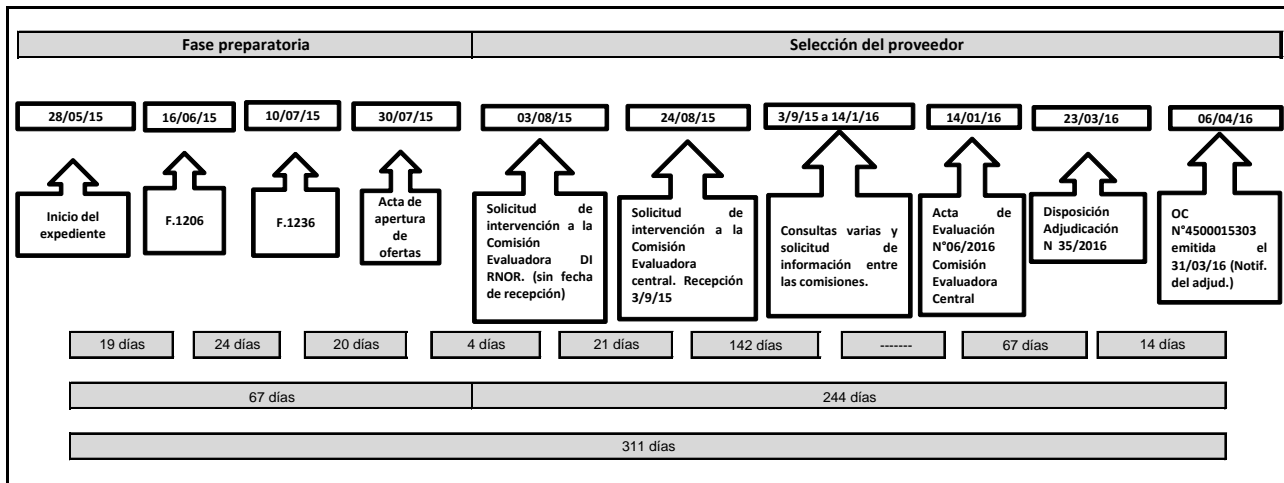 Fase preparatoria
Selección del proveedor
28/05/15
16/06/15
10/07/15
30/07/15
03/08/15
24/08/15
3/9/15 a 14/1/16
14/01/16
23/03/16
06/04/16
Inicio del
expediente
F.1206
F.1236
Acta de
apertura
de
ofertas
Solicitud de
intervención a la
Comisión
Evaluadora DI
RNOR. (sin fecha
de recepción)
Solicitud de
intervención a la
Comisión
Evaluadora
central. Recepción
3/9/15
Consultas varias y
solicitud de
información entre
las comisiones.
Acta de
Evaluación
N°06/2016
Comisión
Evaluadora
Central
Disposición
Adjudicación
N 35/2016
OC
N°4500015303
emitida el
31/03/16 (Notif.
del adjud.)
19 días
24 días
20 días
4 días
21 días
142 días
-------
67 días
14 días
67 días
244 días
311 días